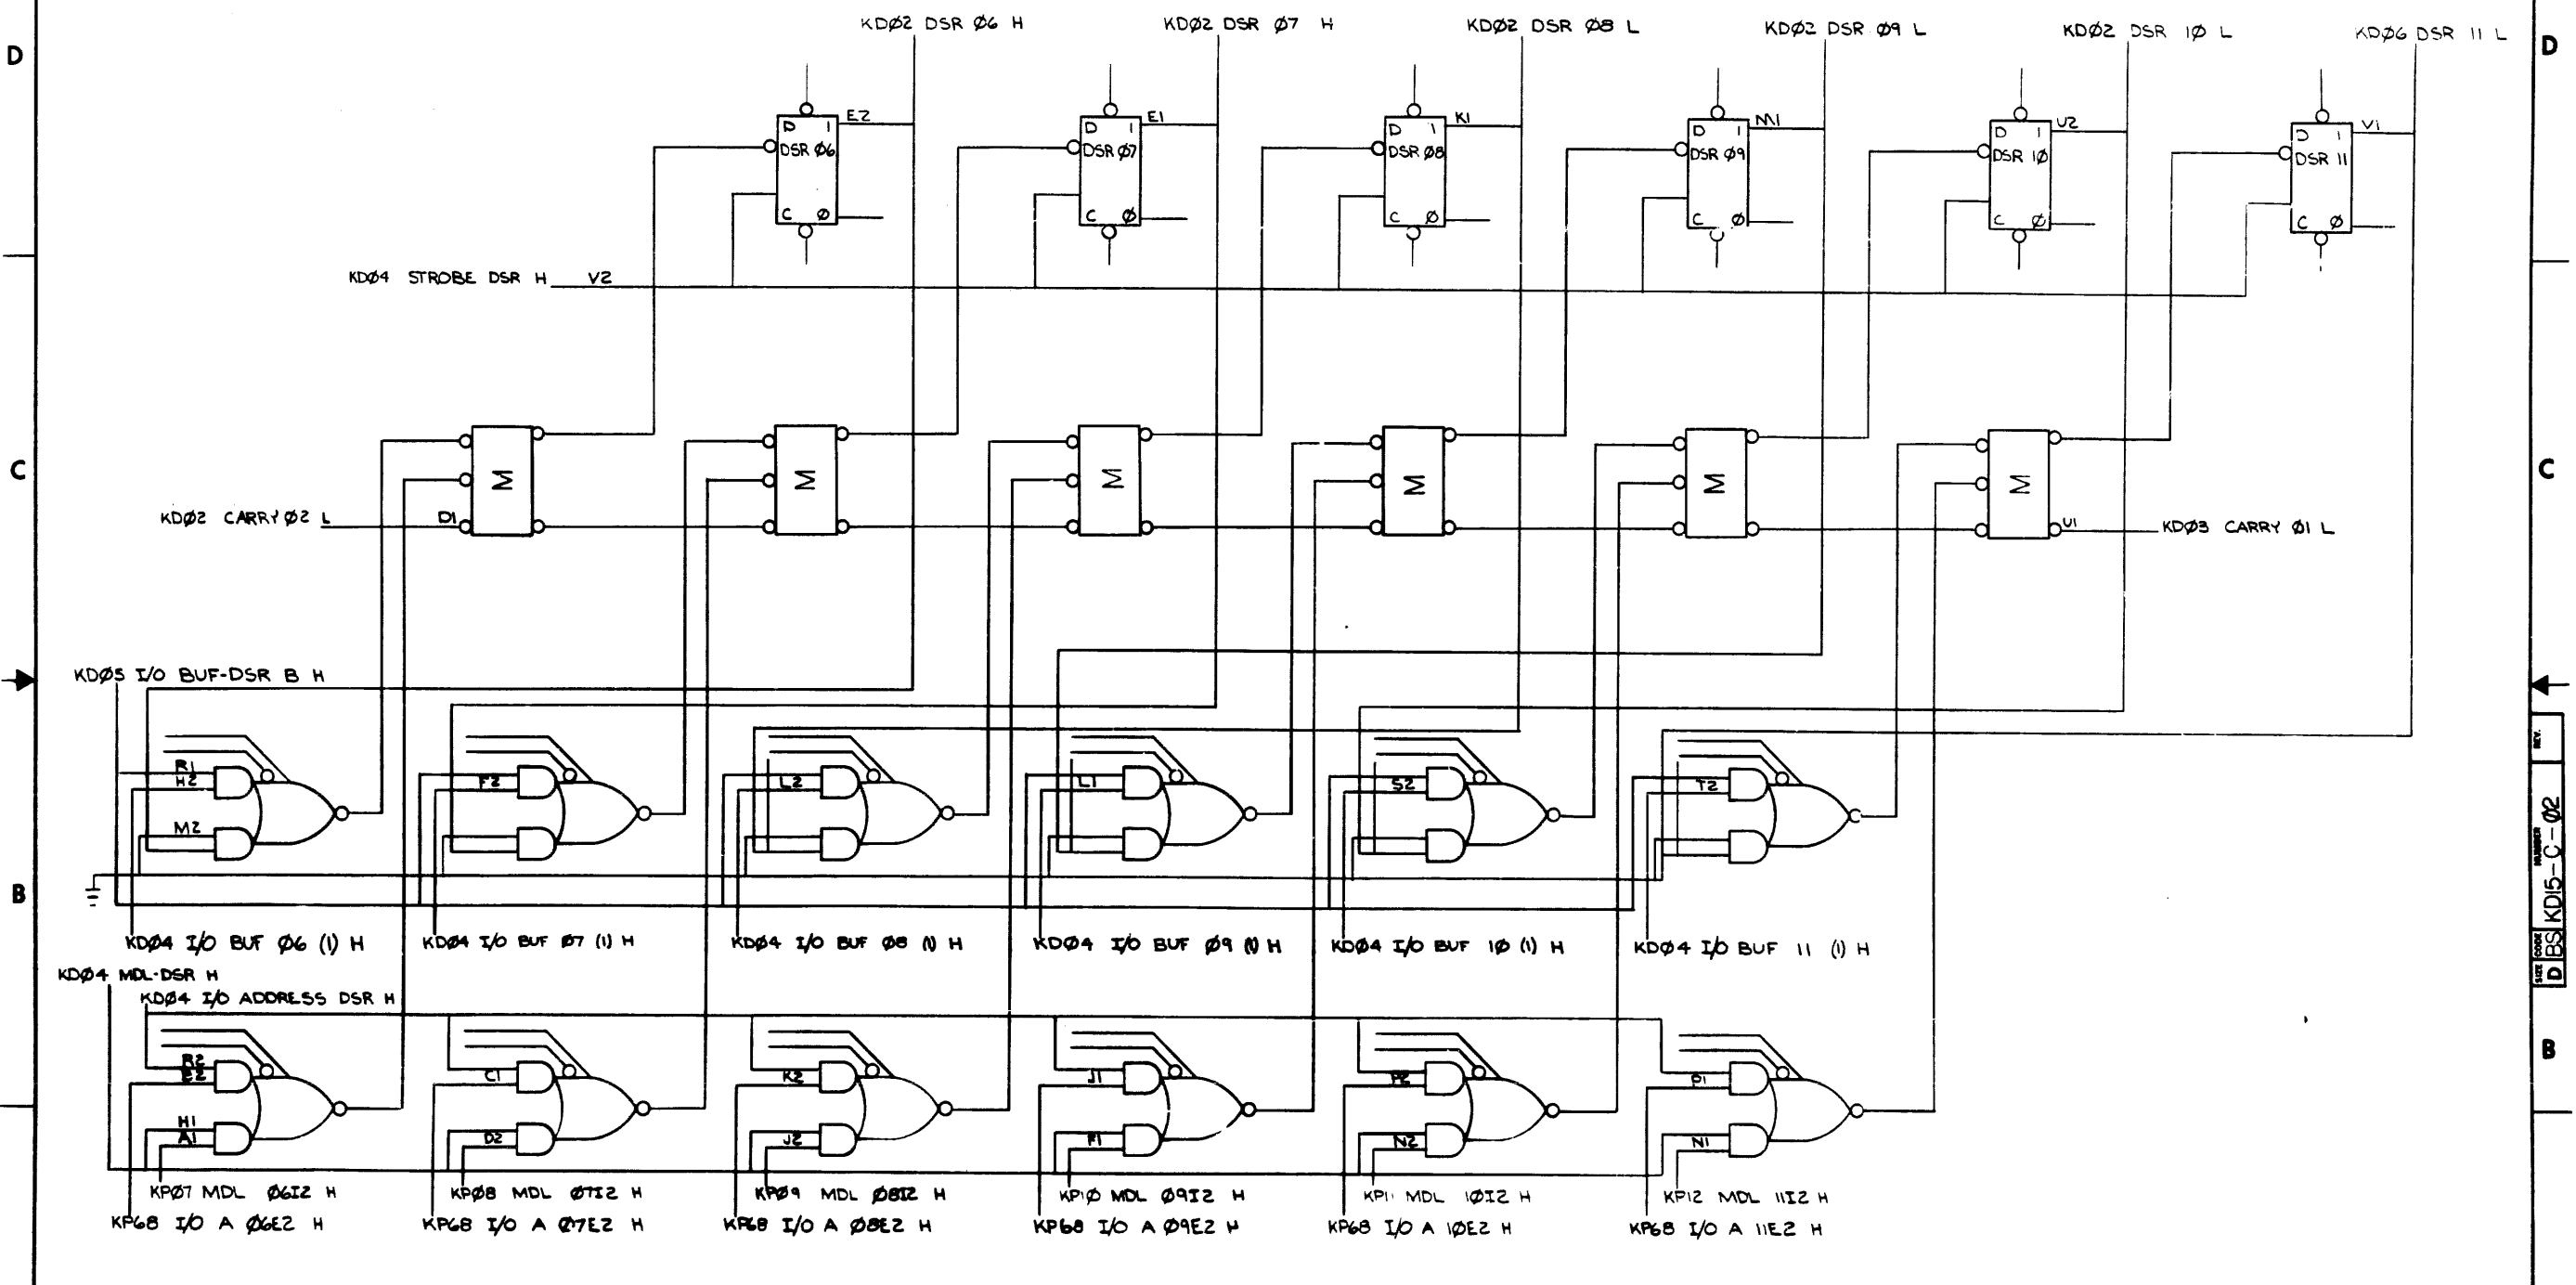 KDØ2 DSR Ø6 H
KDØ2 DSR Ø7 H
KDØ2 DSR Ø8 L
KDØ2 DSR Ø9 L
KDØ2 DSR 1Ø L
KDØ6 DSR 11 L
D
D
D 1 E2
DSR Ø6
C Ø
D 1 E1
DSR Ø7
C Ø
D 1 K1
DSR Ø8
C Ø
D 1 M1
DSR Ø9
C Ø
D 1 U2
DSR 1Ø
C Ø
D 1 V1
DSR 11
C Ø
KDØ4 STROBE DSR H V2
C
M
M
M
M
M
M
C
KDØ2 CARRY Ø2 L D1
U1 KDØ3 CARRY Ø1 L
KDØ5 I/O BUF-DSR B H
R1
H2
F2
L2
L1
S2
T2
M2
B
KDØ4 I/O BUF Ø6 (1) H
KDØ4 I/O BUF Ø7 (1) H
KDØ4 I/O BUF Ø8 (1) H
KDØ4 I/O BUF Ø9 (1) H
KDØ4 I/O BUF 1Ø (1) H
KDØ4 I/O BUF 11 (1) H
REV.
NUMBER
KD15-C-Ø2
SIZE CODE
D BS
KDØ4 MDL-DSR H
KDØ4 I/O ADDRESS DSR H
B
R2
E2
C1
K2
J1
P2
P1
H1
A1
D2
J2
F1
N2
N1
KPØ7 MDL Ø6I2 H
KPØ8 MDL Ø7I2 H
KPØ9 MDL Ø8I2 H
KP1Ø MDL Ø9I2 H
KP11 MDL 1ØI2 H
KP12 MDL 11I2 H
KP68 I/O A Ø6E2 H
KP68 I/O A Ø7E2 H
KP68 I/O A Ø8E2 H
KP68 I/O A Ø9E2 H
KP68 I/O A 1ØE2 H
KP68 I/O A 11E2 H